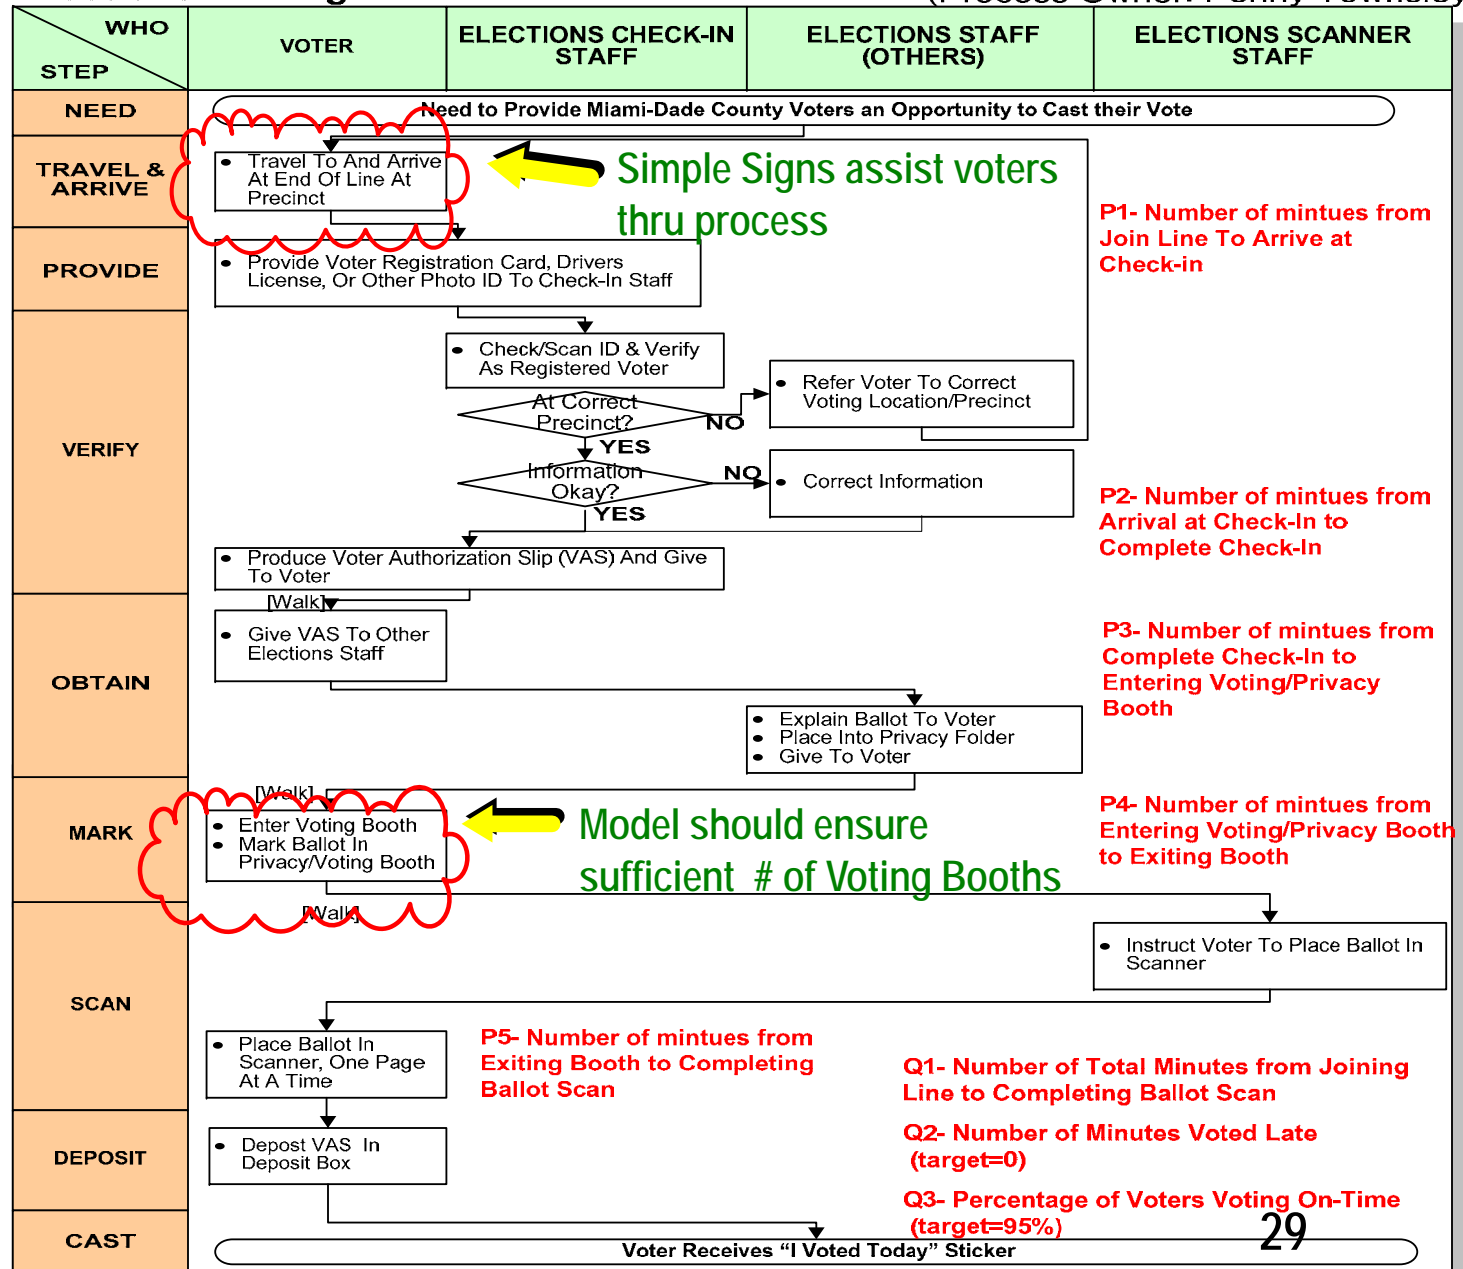 WHO
STEP
VOTER
ELECTIONS CHECK-IN
STAFF
ELECTIONS STAFF
(OTHERS)
ELECTIONS SCANNER
STAFF
NEED
Need to Provide Miami-Dade County Voters an Opportunity to Cast their Vote
TRAVEL &
ARRIVE
• Travel To And Arrive
At End Of Line At
Precinct
Simple Signs assist voters
thru process
P1- Number of mintues from
Join Line To Arrive at
Check-in
PROVIDE
• Provide Voter Registration Card, Drivers
License, Or Other Photo ID To Check-In Staff
VERIFY
• Check/Scan ID & Verify
As Registered Voter
At Correct
Precinct?
NO
• Refer Voter To Correct
Voting Location/Precinct
YES
Information
Okay?
NO
• Correct Information
YES
P2- Number of mintues from
Arrival at Check-In to
Complete Check-In
• Produce Voter Authorization Slip (VAS) And Give
To Voter
[Walk]
OBTAIN
• Give VAS To Other
Elections Staff
P3- Number of mintues from
Complete Check-In to
Entering Voting/Privacy
Booth
• Explain Ballot To Voter
• Place Into Privacy Folder
• Give To Voter
[Walk]
MARK
• Enter Voting Booth
• Mark Ballot In
Privacy/Voting Booth
Model should ensure
sufficient # of Voting Booths
P4- Number of mintues from
Entering Voting/Privacy Booth
to Exiting Booth
[Walk]
SCAN
• Instruct Voter To Place Ballot In
Scanner
• Place Ballot In
Scanner, One Page
At A Time
P5- Number of mintues from
Exiting Booth to Completing
Ballot Scan
Q1- Number of Total Minutes from Joining
Line to Completing Ballot Scan
DEPOSIT
• Depost VAS In
Deposit Box
Q2- Number of Minutes Voted Late
(target=0)
Q3- Percentage of Voters Voting On-Time
(target=95%)
29
CAST
Voter Receives “I Voted Today” Sticker